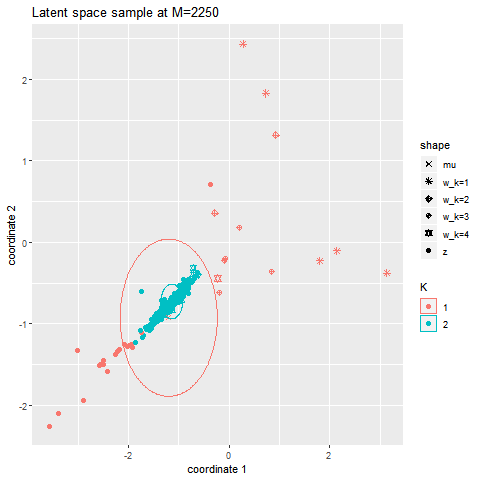 Latent space sample at M=2250
2
1
0
-1
-2
coordinate 2
-2
0
2
coordinate 1
shape
mu
w_k=1
w_k=2
w_k=3
w_k=4
z
K
1
2